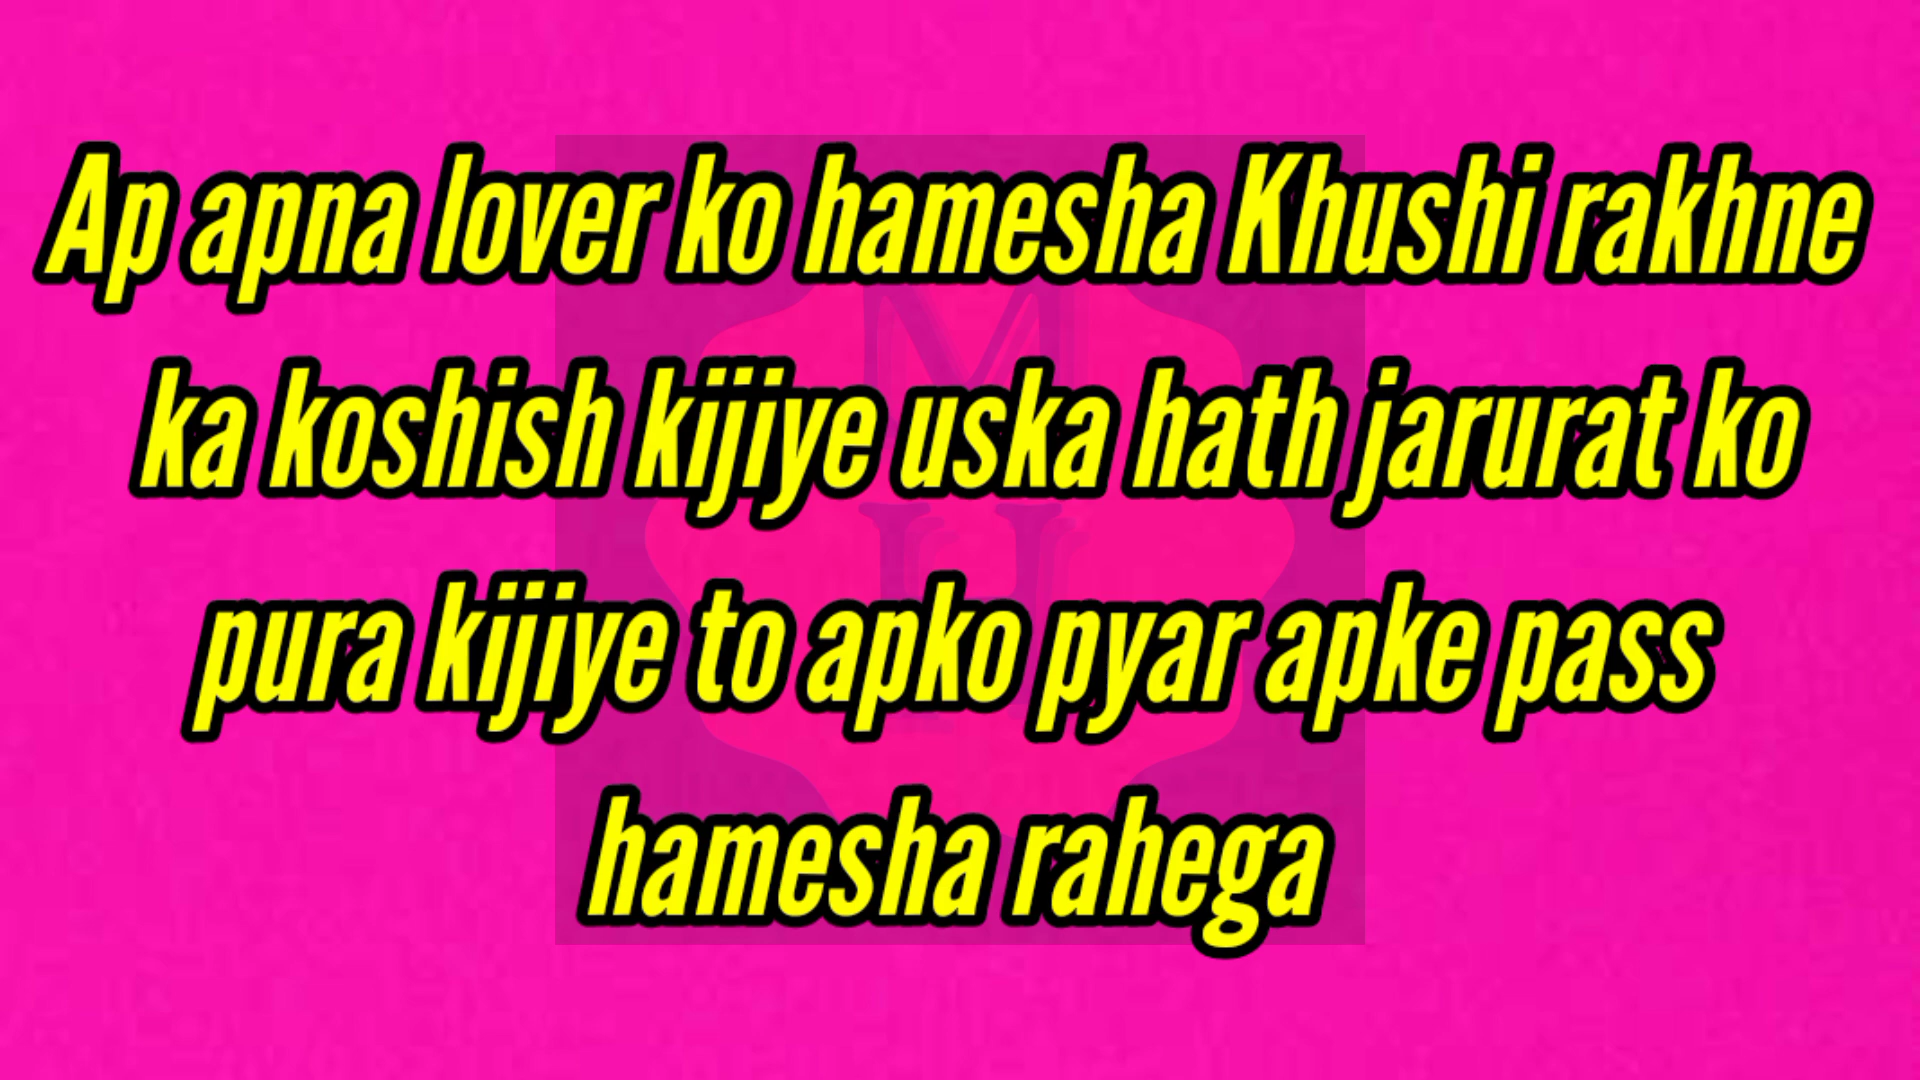 Ap apna lover ko hamesha Khushi rakhne
ka koshish kijiye uska hath jarurat ko
pura kijiye to apko pyar apke pass
hamesha rahega
M
H